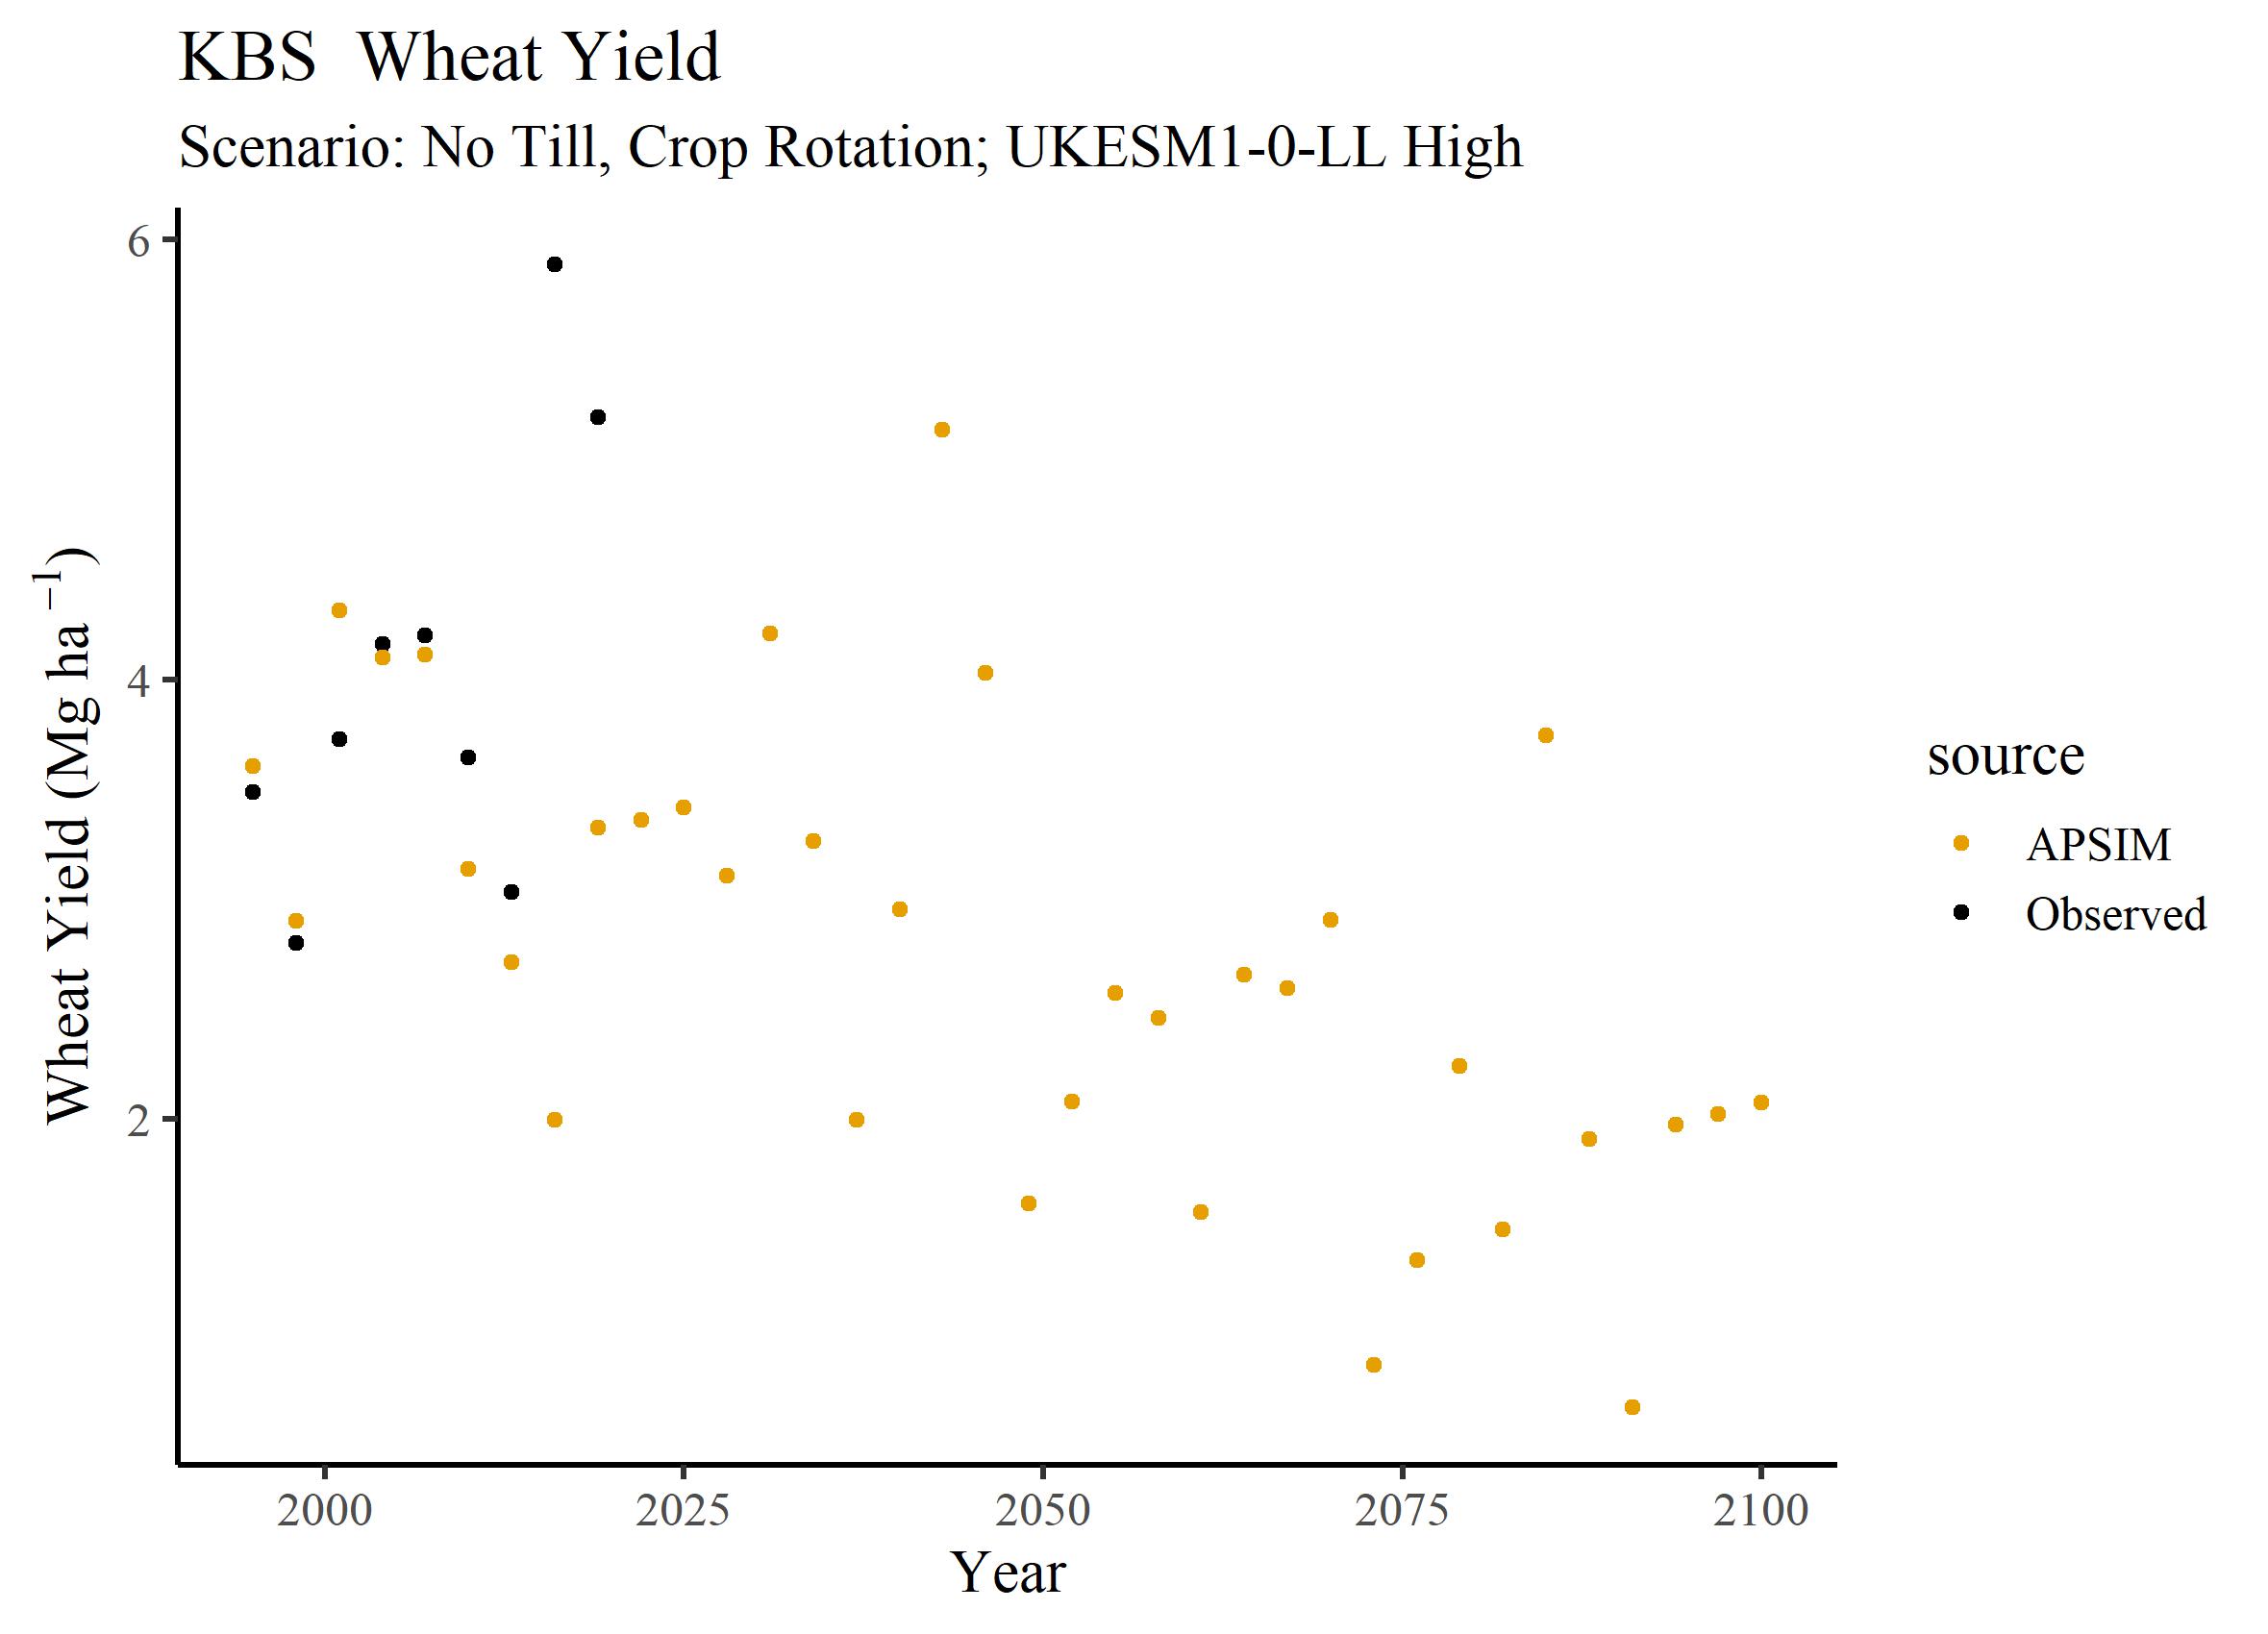 KBS  Wheat Yield
Scenario: No Till, Crop Rotation; UKESM1-0-LL High
Wheat Yield (Mg ha⁻¹)
6
4
2
2000 2025 2050 2075 2100
Year
source
APSIM
Observed